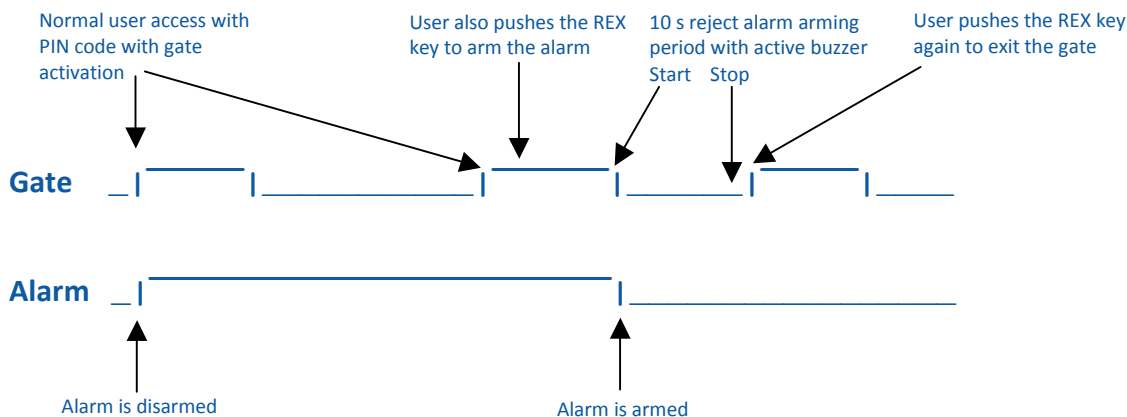 Normal user access with
PIN code with gate
activation
User also pushes the REX
key to arm the alarm
10 s reject alarm arming
period with active buzzer
Start Stop
User pushes the REX key
again to exit the gate
Gate
Alarm
Alarm is disarmed
Alarm is armed